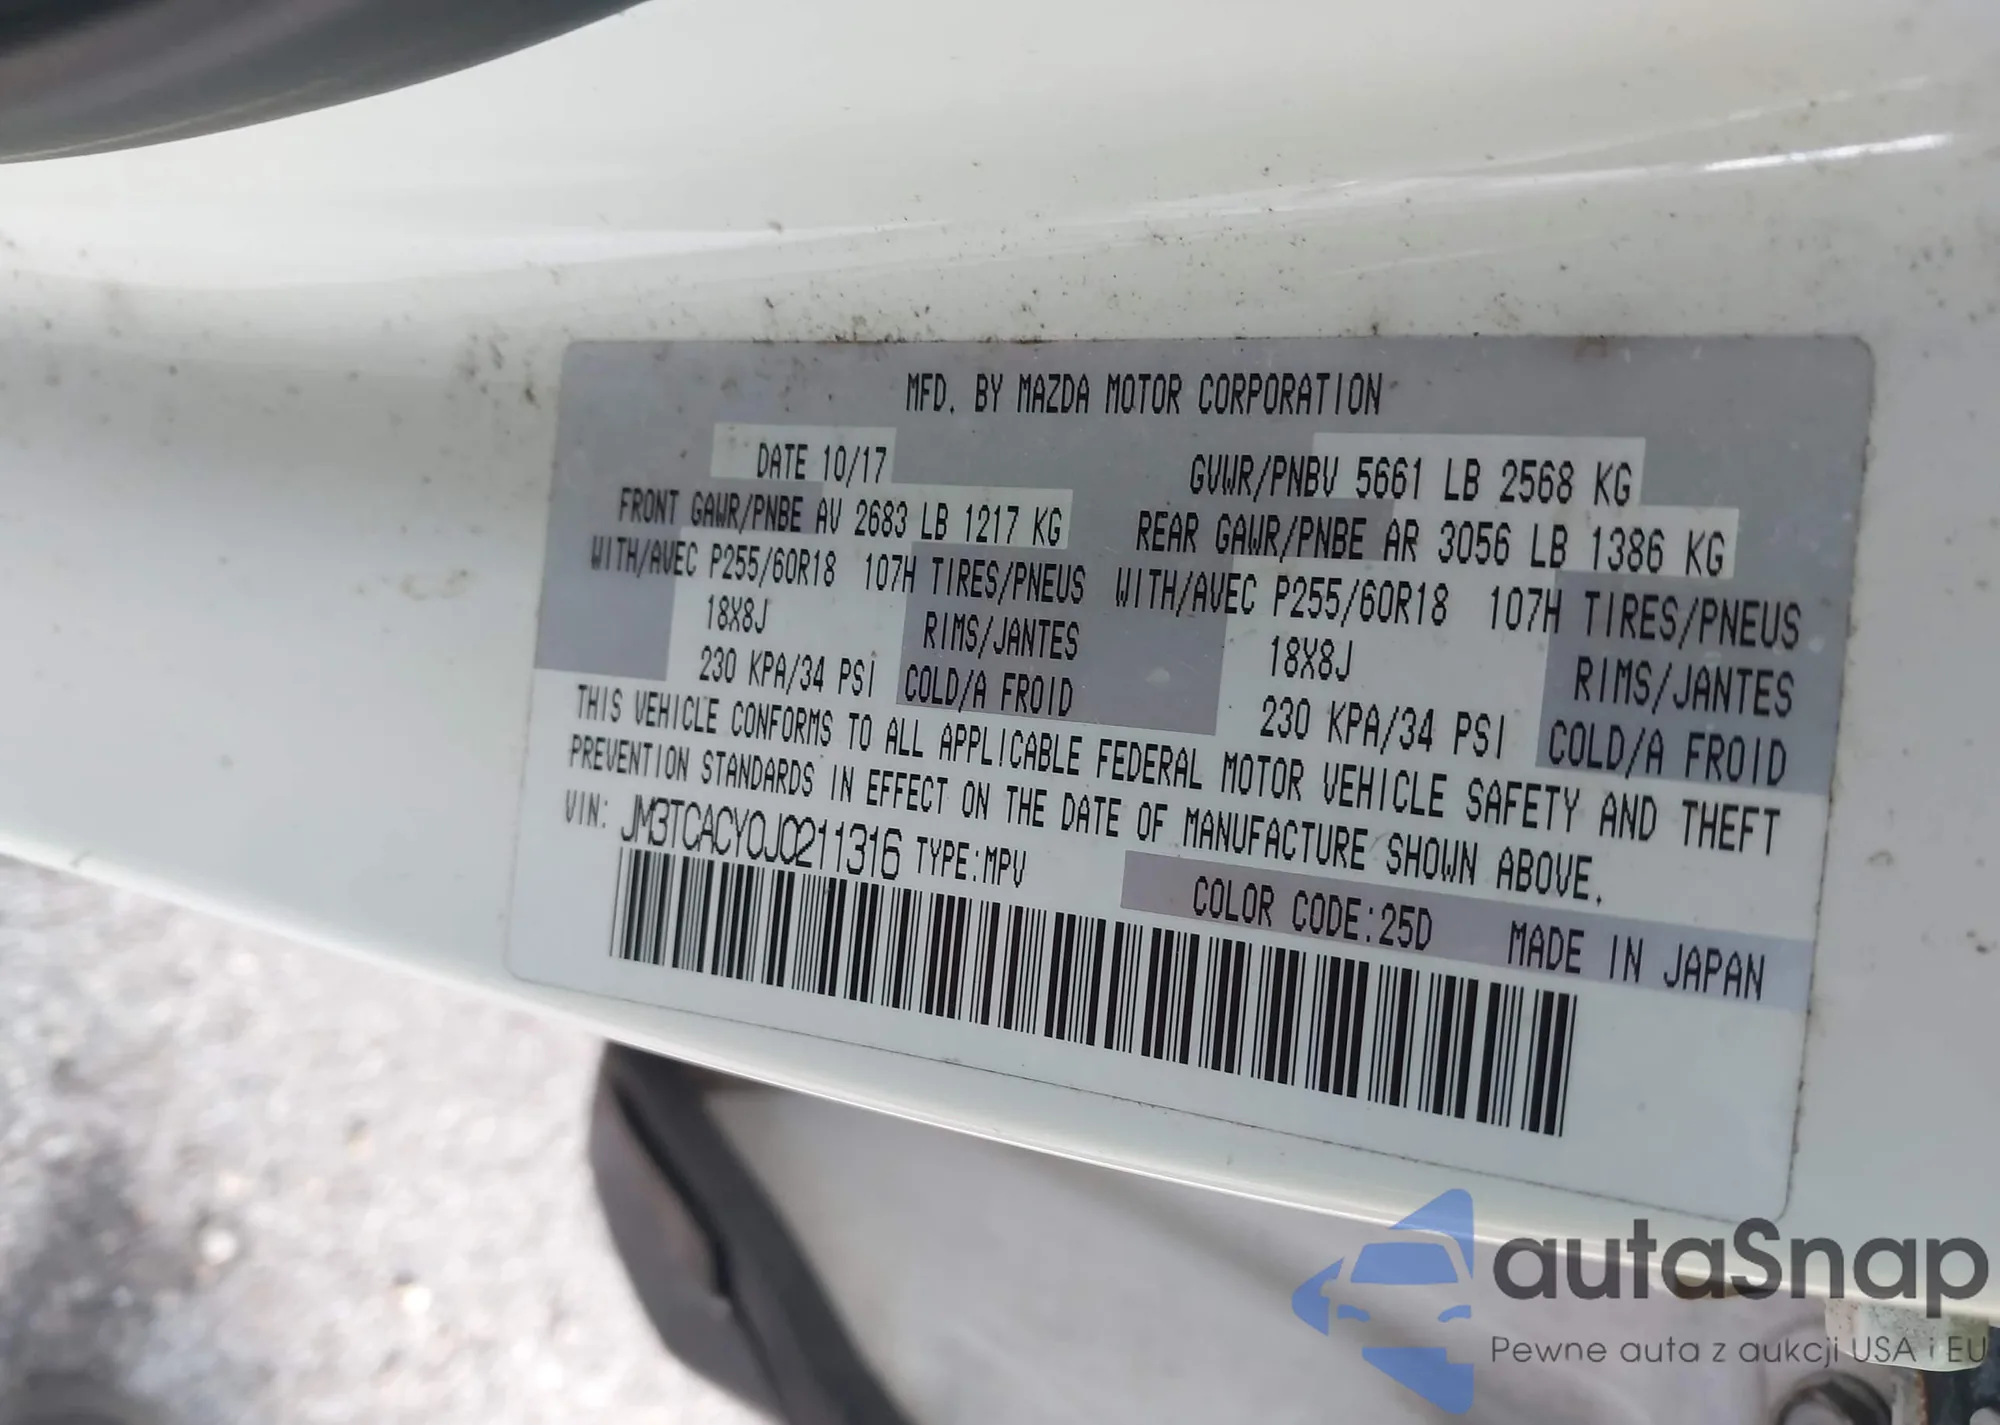 MFD. BY MAZDA MOTOR CORPORATION
DATE 10/17 GVWR/PNBV 5661 LB 2568 KG
FRONT GAWR/PNBE AV 2683 LB 1217 KG REAR GAWR/PNBE AR 3056 LB 1386 KG
WITH/AVEC P255/60R18 107H TIRES/PNEUS WITH/AVEC P255/60R18 107H TIRES/PNEUS
18X8J RIMS/JANTES 18X8J RIMS/JANTES
230 KPA/34 PSI COLD/A FROID 230 KPA/34 PSI COLD/A FROID
THIS VEHICLE CONFORMS TO ALL APPLICABLE FEDERAL MOTOR VEHICLE SAFETY AND THEFT
PREVENTION STANDARDS IN EFFECT ON THE DATE OF MANUFACTURE SHOWN ABOVE.
VIN: JM3TCACY0J0211316 TYPE:MPV
COLOR CODE:25D MADE IN JAPAN
autaSnap
Pewne auta z aukcji USA i EU